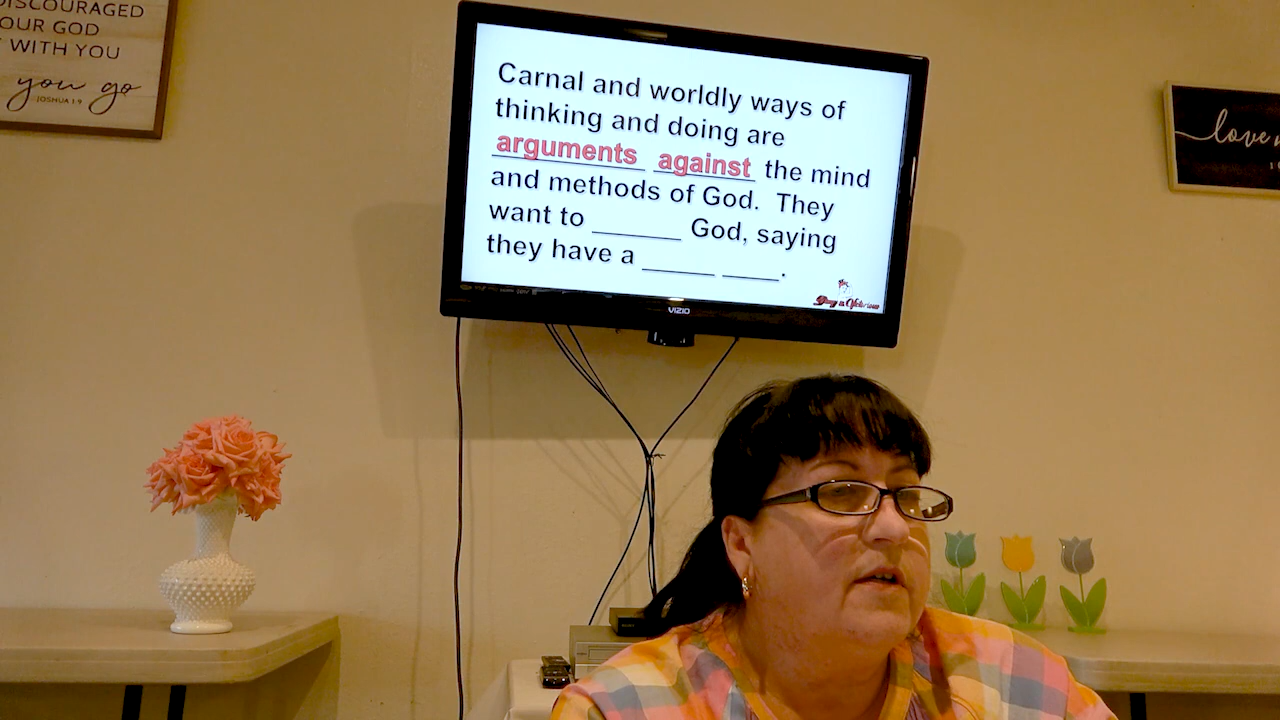 DISCOURAGED
OUR GOD
WITH YOU
you go
JOSHUA 1:9
Carnal and worldly ways of
thinking and doing are
arguments against the mind
and methods of God. They
want to ______ God, saying
they have a _____ ____.
VIZIO
love